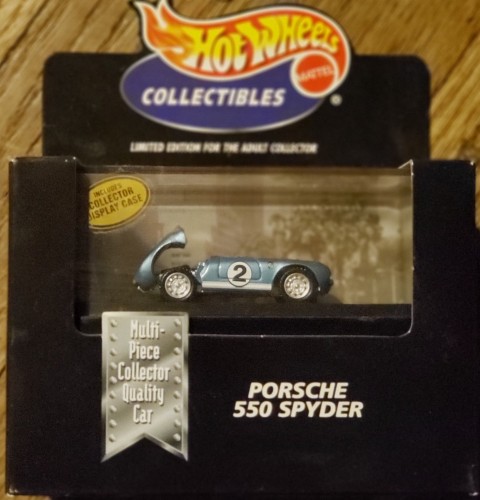 Hot Wheels
MATTEL
COLLECTIBLES
®
LIMITED EDITION FOR THE ADULT COLLECTOR
INCLUDES
COLLECTOR
DISPLAY CASE
2
Multi-
Piece
Collector
Quality
Car
PORSCHE
550 SPYDER